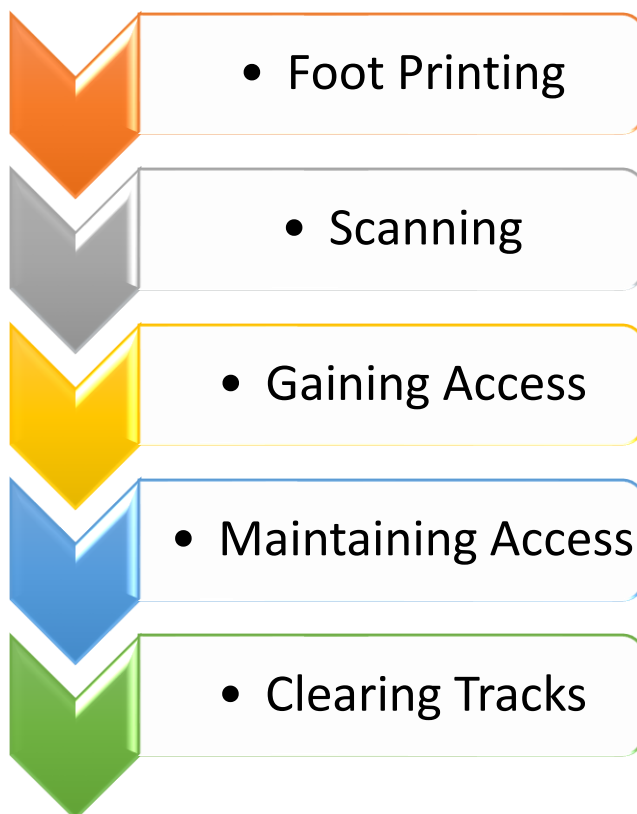 • Foot Printing
• Scanning
• Gaining Access
• Maintaining Access
• Clearing Tracks